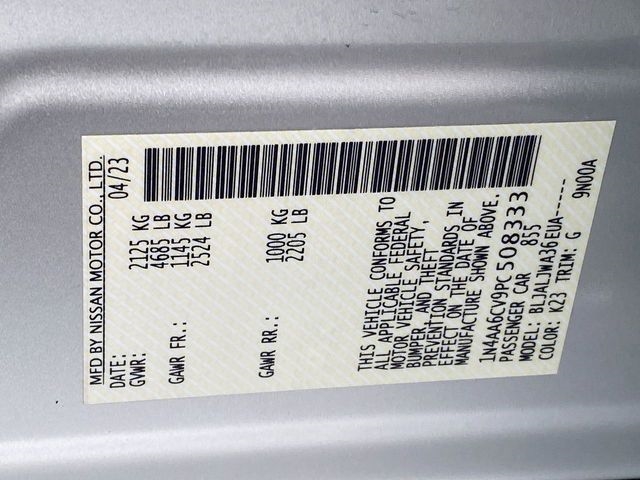 MFD BY NISSAN MOTOR CO., LTD.
DATE: 04/23
GVWR: 2125 KG
4685 LB
GAWR FR.: 1145 KG
2524 LB
GAWR RR.: 1000 KG
2205 LB
THIS VEHICLE CONFORMS TO
ALL APPLICABLE FEDERAL
MOTOR VEHICLE SAFETY,
BUMPER, AND THEFT
PREVENTION STANDARDS IN
EFFECT ON THE DATE OF
MANUFACTURE SHOWN ABOVE.
1N4AA6CV9PC508333
PASSENGER CAR 855
MODEL: BLJALJWA36EUA-----
COLOR: K23 TRIM: G 9N00A